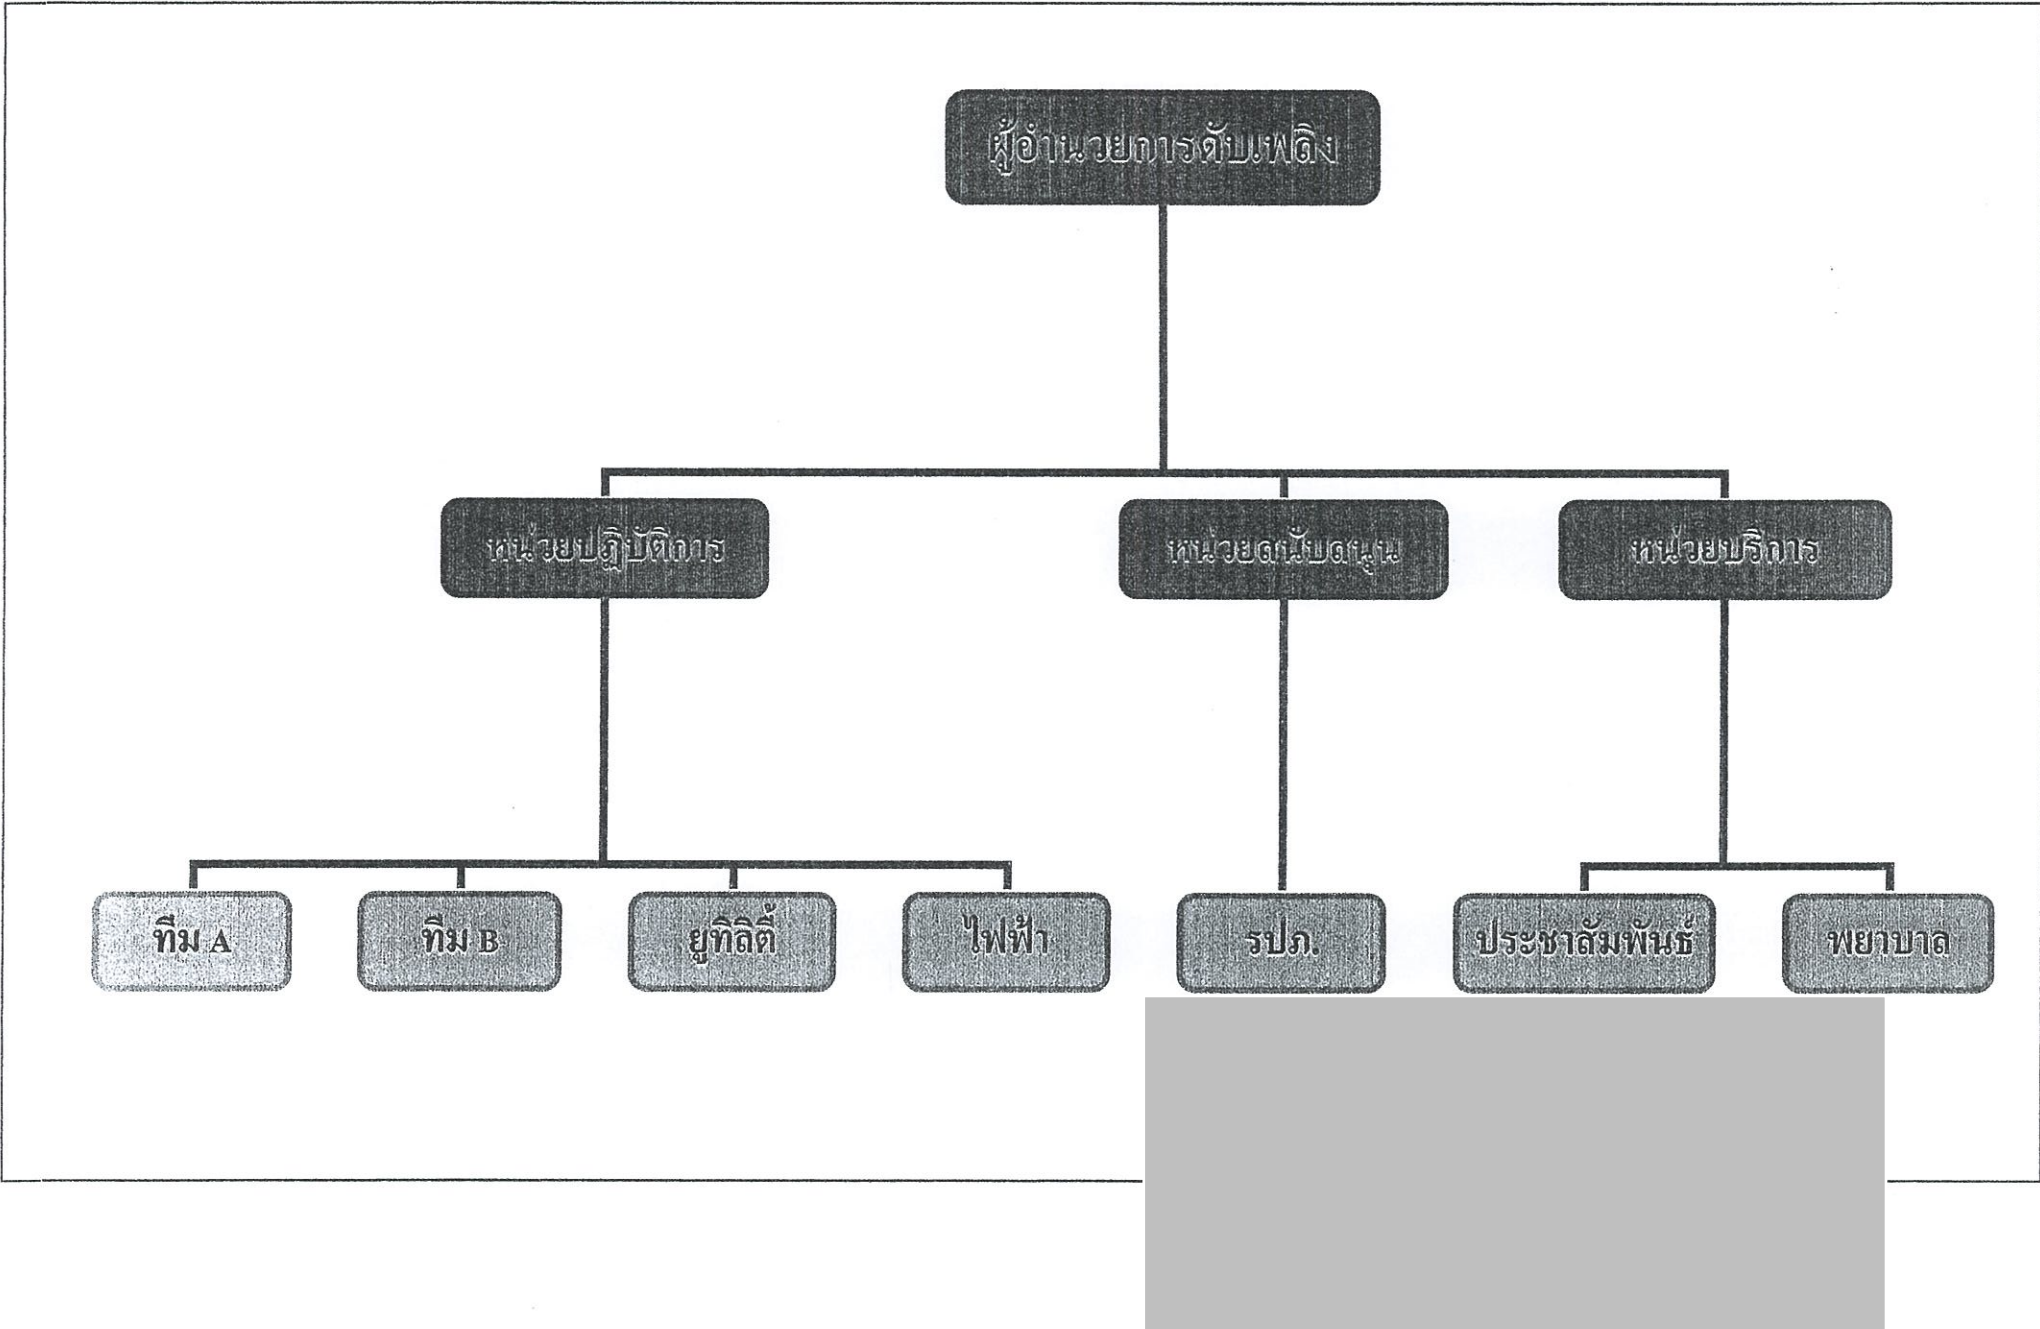 ผู้อำนวยการดับเพลิง
หน่วยปฏิบัติการ
หน่วยสนับสนุน
หน่วยบริการ
ทีม A
ทีม B
ยูทิลิตี้
ไฟฟ้า
รปภ.
ประชาสัมพันธ์
พยาบาล